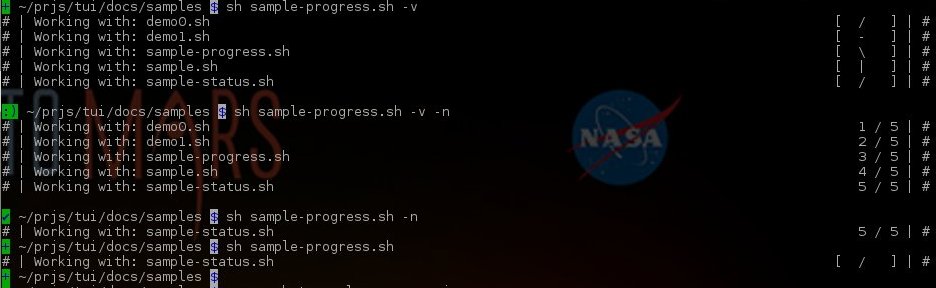 + ~/prjs/tui/docs/samples $ sh sample-progress.sh -v
# | Working with: demo0.sh [ / ] | #
# | Working with: demo1.sh [ - ] | #
# | Working with: sample-progress.sh [ \ ] | #
# | Working with: sample.sh [ | ] | #
# | Working with: sample-status.sh [ / ] | #
:) ~/prjs/tui/docs/samples $ sh sample-progress.sh -v -n
# | Working with: demo0.sh 1 / 5 | #
# | Working with: demo1.sh 2 / 5 | #
# | Working with: sample-progress.sh 3 / 5 | #
# | Working with: sample.sh 4 / 5 | #
# | Working with: sample-status.sh 5 / 5 | #
TO MARS
NASA
✔ ~/prjs/tui/docs/samples $ sh sample-progress.sh -n
# | Working with: sample-status.sh 5 / 5 | #
+ ~/prjs/tui/docs/samples $ sh sample-progress.sh
# | Working with: sample-status.sh [ / ] | #
+ ~/prjs/tui/docs/samples $